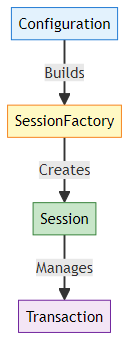 Configuration
Builds
SessionFactory
Creates
Session
Manages
Transaction